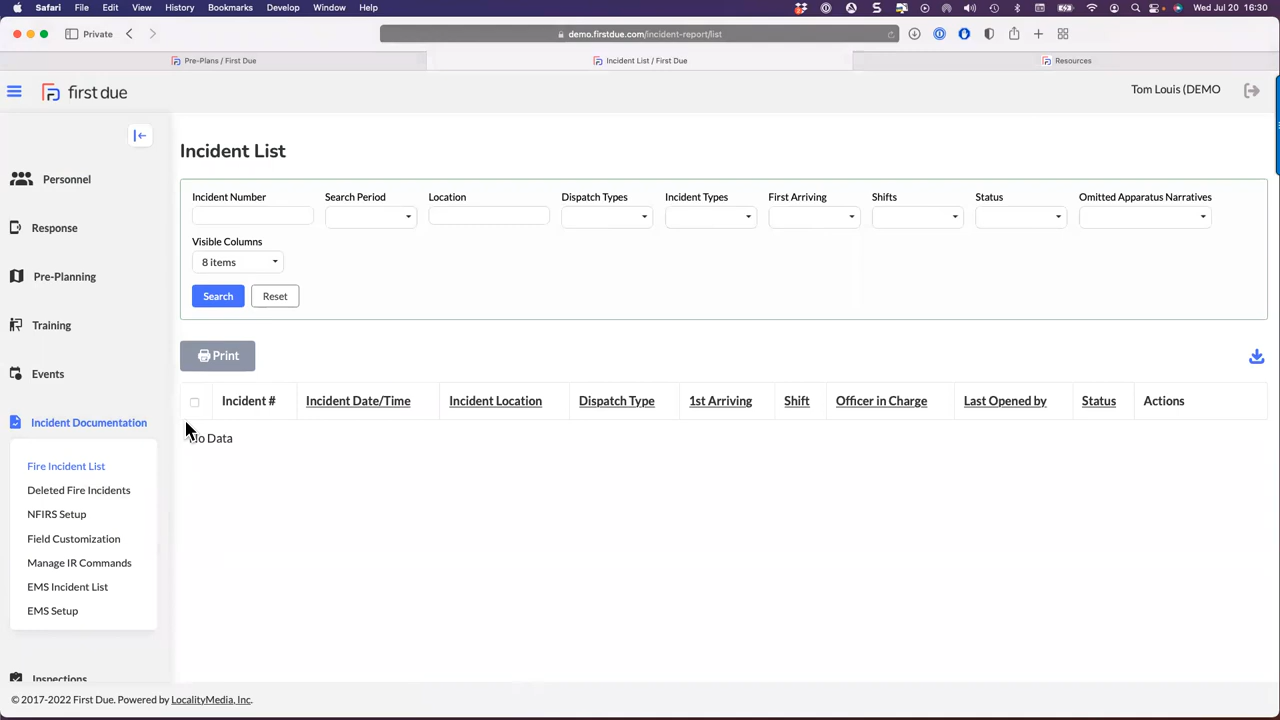 Safari File Edit View History Bookmarks Develop Window Help Wed Jul 20 16:30
Private demo.firstdue.com/incident-report/list
Pre-Plans / First Due Incident List / First Due Resources
first due Tom Louis (DEMO
Incident List
Personnel
Response
Pre-Planning
Training
Events
Incident Documentation
Fire Incident List
Deleted Fire Incidents
NFIRS Setup
Field Customization
Manage IR Commands
EMS Incident List
EMS Setup
Inspections
Incident Number Search Period Location Dispatch Types Incident Types First Arriving Shifts Status Omitted Apparatus Narratives
Visible Columns
8 items
Search Reset
Print
Incident # Incident Date/Time Incident Location Dispatch Type 1st Arriving Shift Officer in Charge Last Opened by Status Actions
No Data
© 2017-2022 First Due. Powered by LocalityMedia, Inc.